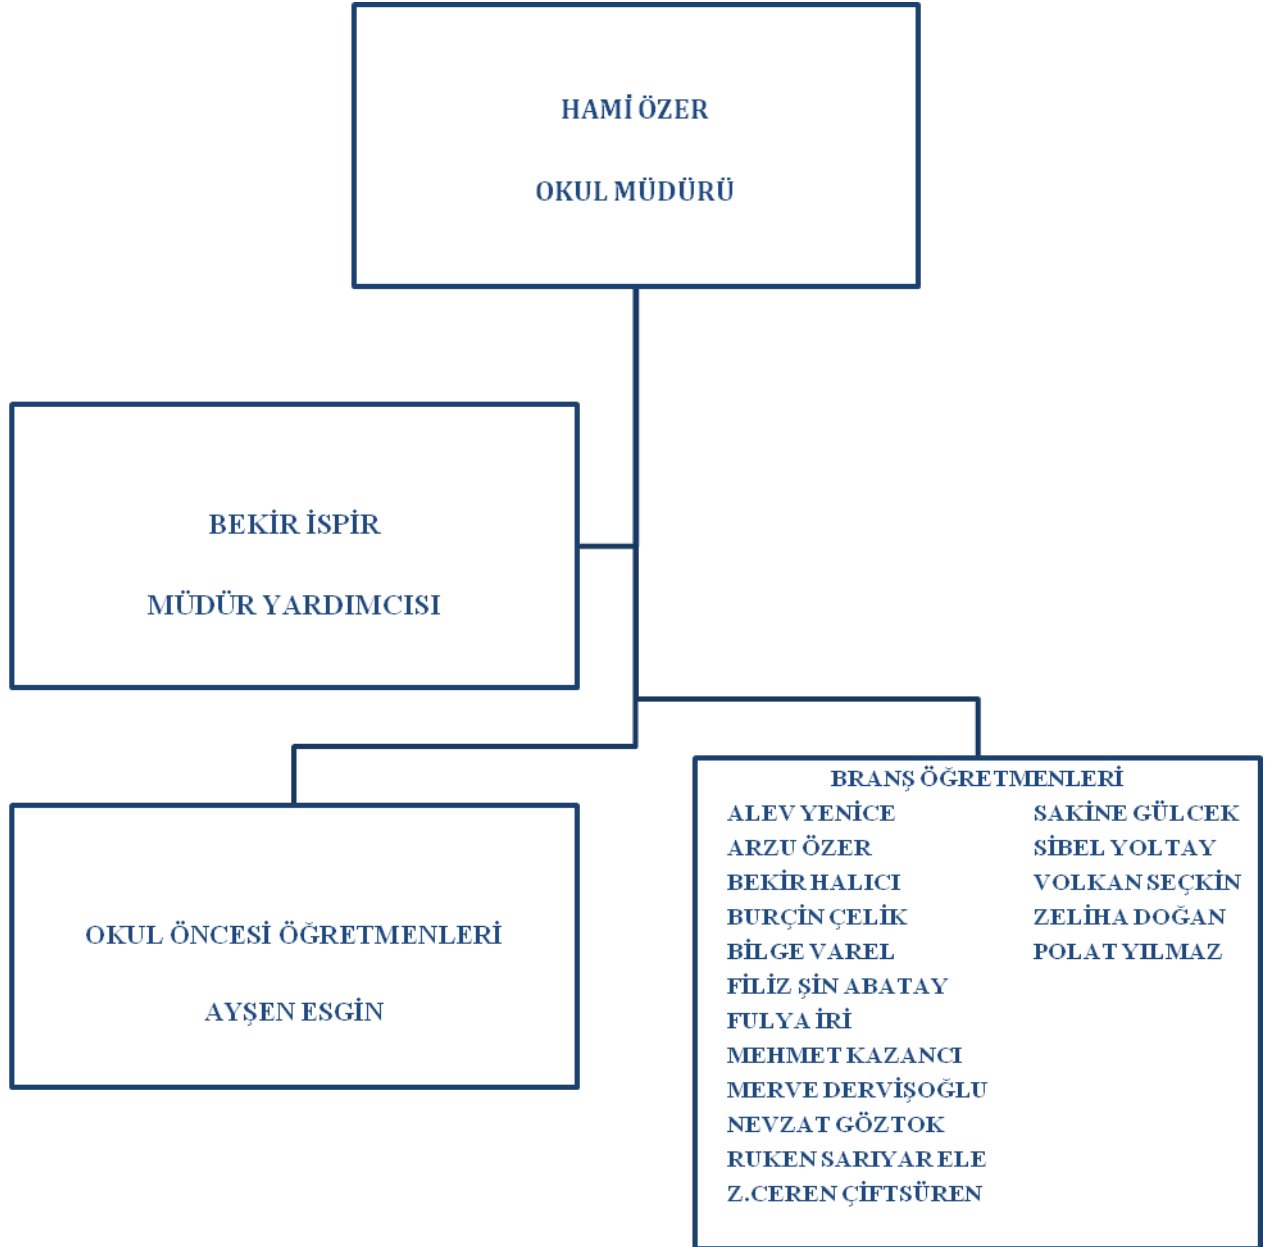 HAMİ ÖZER
OKUL MÜDÜRÜ
BEKİR İSPİR
MÜDÜR YARDIMCISI
OKUL ÖNCESİ ÖĞRETMENLERİ
AYŞEN ESGİN
BRANŞ ÖĞRETMENLERİ
ALEV YENİCE
ARZU ÖZER
BEKİR HALICI
BURÇİN ÇELİK
BİLGE VAREL
FİLİZ ŞİN ABATAY
FULYA İRİ
MEHMET KAZANCI
MERVE DERVİŞOĞLU
NEVZAT GÖZTOK
RUKEN SARIYAR ELE
Z.CEREN ÇİFTSÜREN
SAKİNE GÜLCEK
SİBEL YOLTAY
VOLKAN SEÇKİN
ZELİHA DOĞAN
POLAT YILMAZ